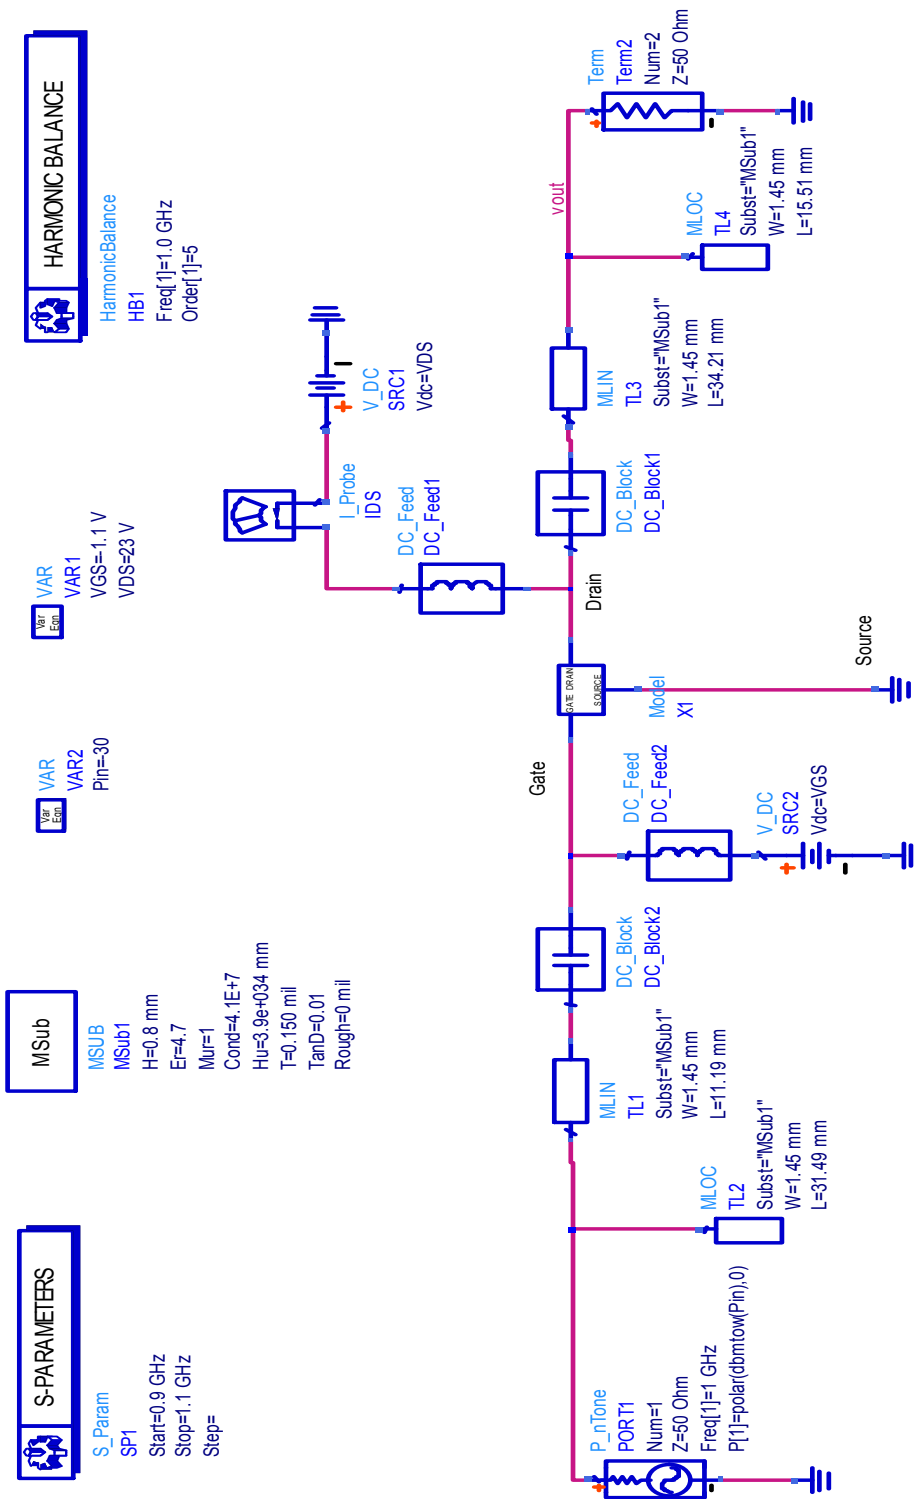 S-PARAMETERS
S_Param
SP1
Start=0.9 GHz
Stop=1.1 GHz
Step=
MSub
MSUB
MSub1
H=0.8 mm
Er=4.7
Mur=1
Cond=4.1E+7
Hu=3.9e+034 mm
T=0.150 mil
TanD=0.01
Rough=0 mil
Var
Eqn
VAR
VAR2
Pin=-30
Var
Eqn
VAR
VAR1
VGS=-1.1 V
VDS=23 V
HARMONIC BALANCE
HarmonicBalance
HB1
Freq[1]=1.0 GHz
Order[1]=5
I_Probe
IDS
V_DC
SRC1
Vdc=VDS
DC_Feed
DC_Feed1
P_nTone
PORT1
Num=1
Z=50 Ohm
Freq[1]=1 GHz
P[1]=polar(dbmtow(Pin),0)
MLOC
TL2
Subst="MSub1"
W=1.45 mm
L=31.49 mm
MLIN
TL1
Subst="MSub1"
W=1.45 mm
L=11.19 mm
DC_Block
DC_Block2
DC_Feed
DC_Feed2
V_DC
SRC2
Vdc=VGS
Gate
GATE DRAIN
SOURCE
Model
X1
Source
Drain
DC_Block
DC_Block1
MLIN
TL3
Subst="MSub1"
W=1.45 mm
L=34.21 mm
vout
MLOC
TL4
Subst="MSub1"
W=1.45 mm
L=15.51 mm
Term
Term2
Num=2
Z=50 Ohm